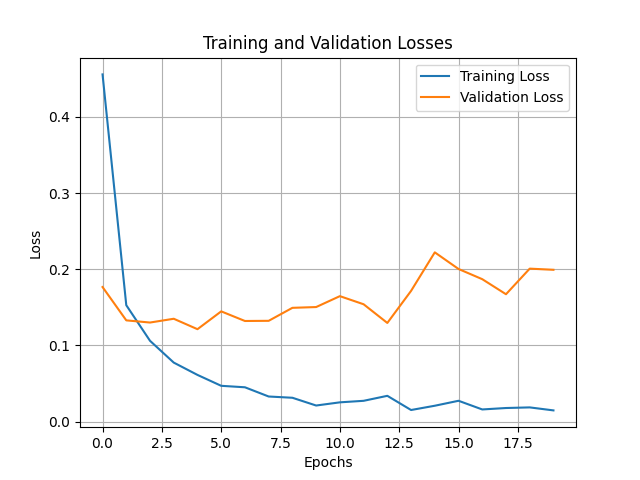 Training and Validation Losses
Training Loss
Validation Loss
0.4
0.3
0.2
0.1
0.0
Loss
0.0 2.5 5.0 7.5 10.0 12.5 15.0 17.5
Epochs